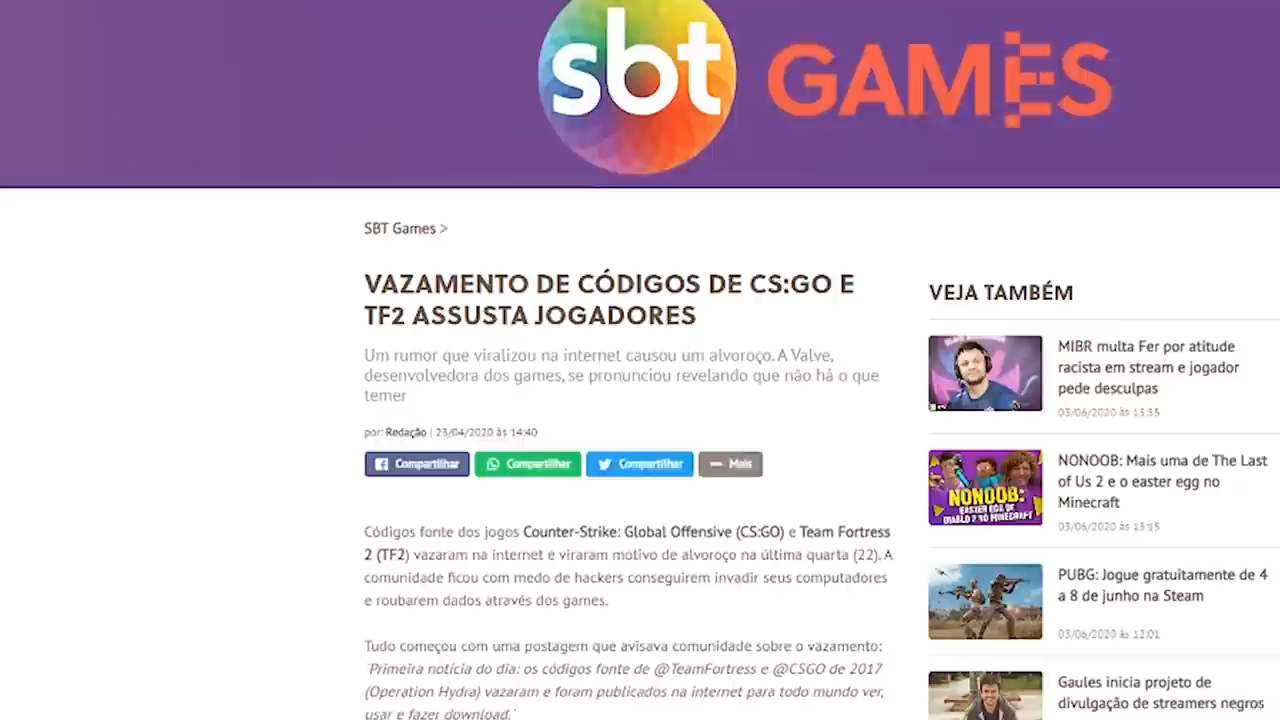 sbt GAMES
SBT Games >
VAZAMENTO DE CÓDIGOS DE CS:GO E
TF2 ASSUSTA JOGADORES
Um rumor que viralizou na internet causou um alvoroço. A Valve,
desenvolvedora dos games, se pronunciou revelando que não há o que
temer
por: Redação | 23/04/2020 às 14:40
Compartilhar Compartilhar Compartilhar Mais
Códigos fonte dos jogos Counter-Strike: Global Offensive (CS:GO) e Team Fortress
2 (TF2) vazaram na internet e viraram motivo de alvoroço na última quarta (22). A
comunidade ficou com medo de hackers conseguirem invadir seus computadores
e roubarem dados através dos games.
Tudo começou com uma postagem que avisava comunidade sobre o vazamento:
"Primeira notícia do dia: os códigos fonte de @TeamFortress e @CSGO de 2017
(Operation Hydra) vazaram e foram publicados na internet para todo mundo ver,
usar e fazer download."
VEJA TAMBÉM
MIBR multa Fer por atitude
racista em stream e jogador
pede desculpas
03/06/2020 às 13:35
NONOOB:
EASTER EGG DE
DIABLO 2 NO MINECRAFT
NONOOB: Mais uma de The Last
of Us 2 e o easter egg no
Minecraft
03/06/2020 às 13:15
PUBG: Jogue gratuitamente de 4
a 8 de junho na Steam
03/06/2020 às 12:01
Gaules inicia projeto de
divulgação de streamers negros